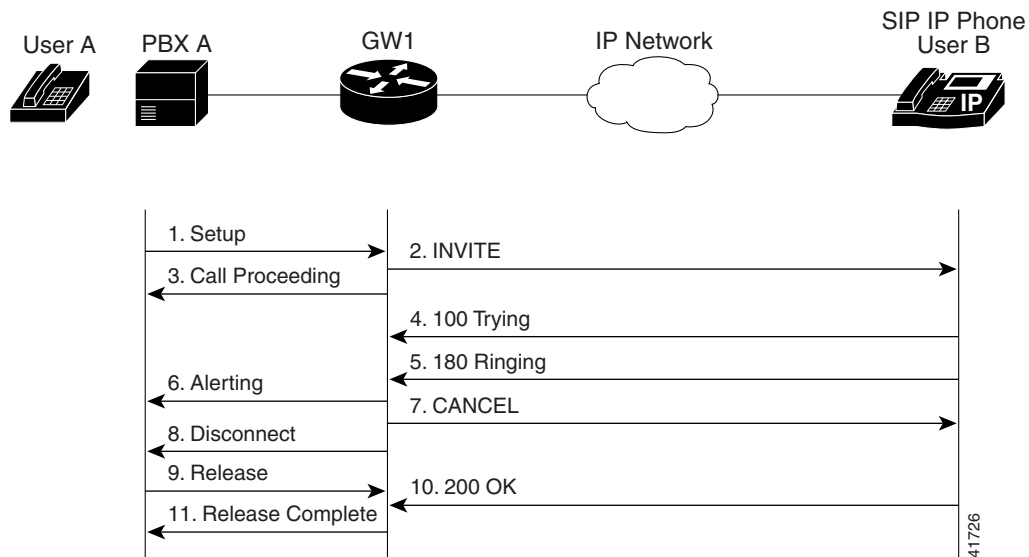 SIP IP Phone
User A
PBX A
GW1
IP Network
User B
IP
1. Setup
2. INVITE
3. Call Proceeding
4. 100 Trying
5. 180 Ringing
6. Alerting
7. CANCEL
8. Disconnect
9. Release
10. 200 OK
11. Release Complete
41726